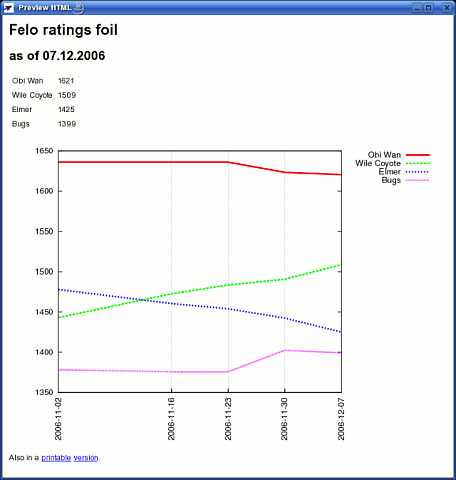 Preview HTML
Felo ratings foil
as of 07.12.2006
Obi Wan 1621
Wile Coyote 1509
Elmer 1425
Bugs 1399
1650
1600
1550
1500
1450
1400
1350
2006-11-02
2006-11-16
2006-11-23
2006-11-30
2006-12-07
Obi Wan
Wile Coyote
Elmer
Bugs
Also in a printable version.